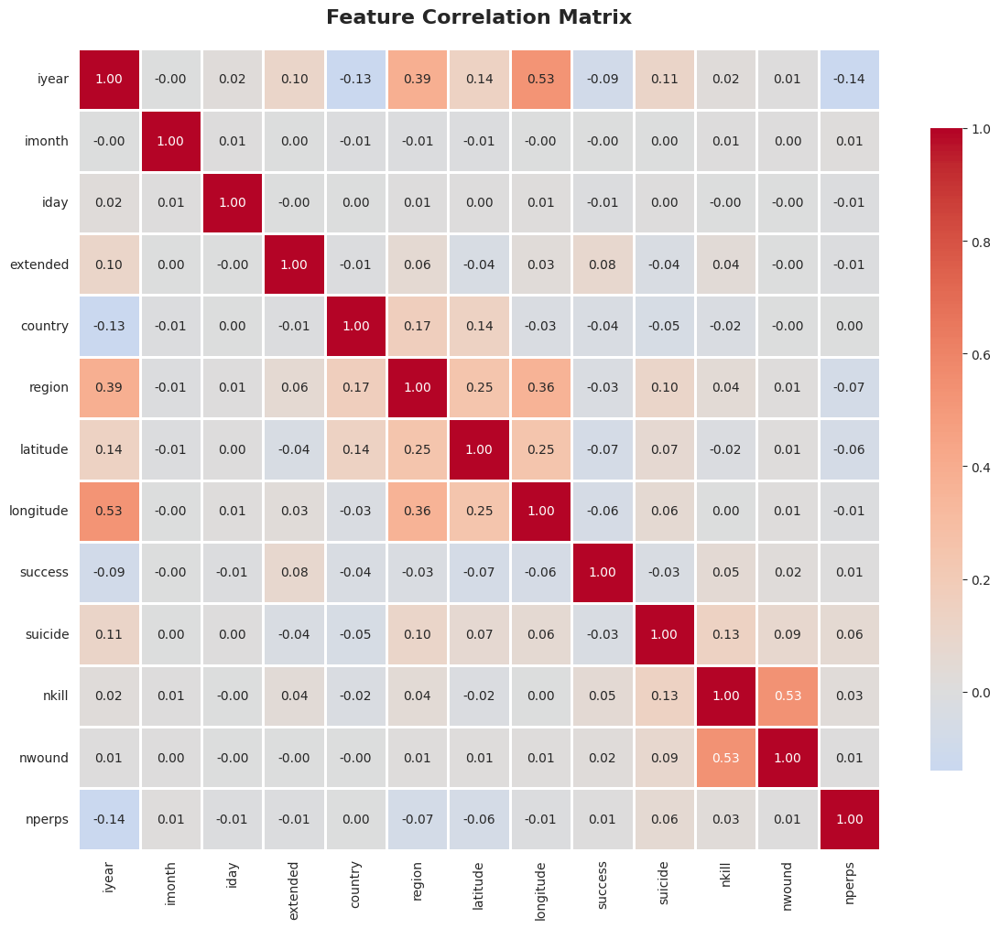 Feature Correlation Matrix
iyear 1.00 -0.00 0.02 0.10 -0.13 0.39 0.14 0.53 -0.09 0.11 0.02 0.01 -0.14
imonth -0.00 1.00 0.01 0.00 -0.01 -0.01 -0.01 -0.00 -0.00 0.00 0.01 0.00 0.01
iday 0.02 0.01 1.00 -0.00 0.00 0.01 0.00 0.01 -0.01 0.00 -0.00 -0.00 -0.01
extended 0.10 0.00 -0.00 1.00 -0.01 0.06 -0.04 0.03 0.08 -0.04 0.04 -0.00 -0.01
country -0.13 -0.01 0.00 -0.01 1.00 0.17 0.14 -0.03 -0.04 -0.05 -0.02 -0.00 0.00
region 0.39 -0.01 0.01 0.06 0.17 1.00 0.25 0.36 -0.03 0.10 0.04 0.01 -0.07
latitude 0.14 -0.01 0.00 -0.04 0.14 0.25 1.00 0.25 -0.07 0.07 -0.02 0.01 -0.06
longitude 0.53 -0.00 0.01 0.03 -0.03 0.36 0.25 1.00 -0.06 0.06 0.00 0.01 -0.01
success -0.09 -0.00 -0.01 0.08 -0.04 -0.03 -0.07 -0.06 1.00 -0.03 0.05 0.02 0.01
suicide 0.11 0.00 0.00 -0.04 -0.05 0.10 0.07 0.06 -0.03 1.00 0.13 0.09 0.06
nkill 0.02 0.01 -0.00 0.04 -0.02 0.04 -0.02 0.00 0.05 0.13 1.00 0.53 0.03
nwound 0.01 0.00 -0.00 -0.00 -0.00 0.01 0.01 0.01 0.02 0.09 0.53 1.00 0.01
nperps -0.14 0.01 -0.01 -0.01 0.00 -0.07 -0.06 -0.01 0.01 0.06 0.03 0.01 1.00
iyear imonth iday extended country region latitude longitude success suicide nkill nwound nperps
1.0
0.8
0.6
0.4
0.2
0.0